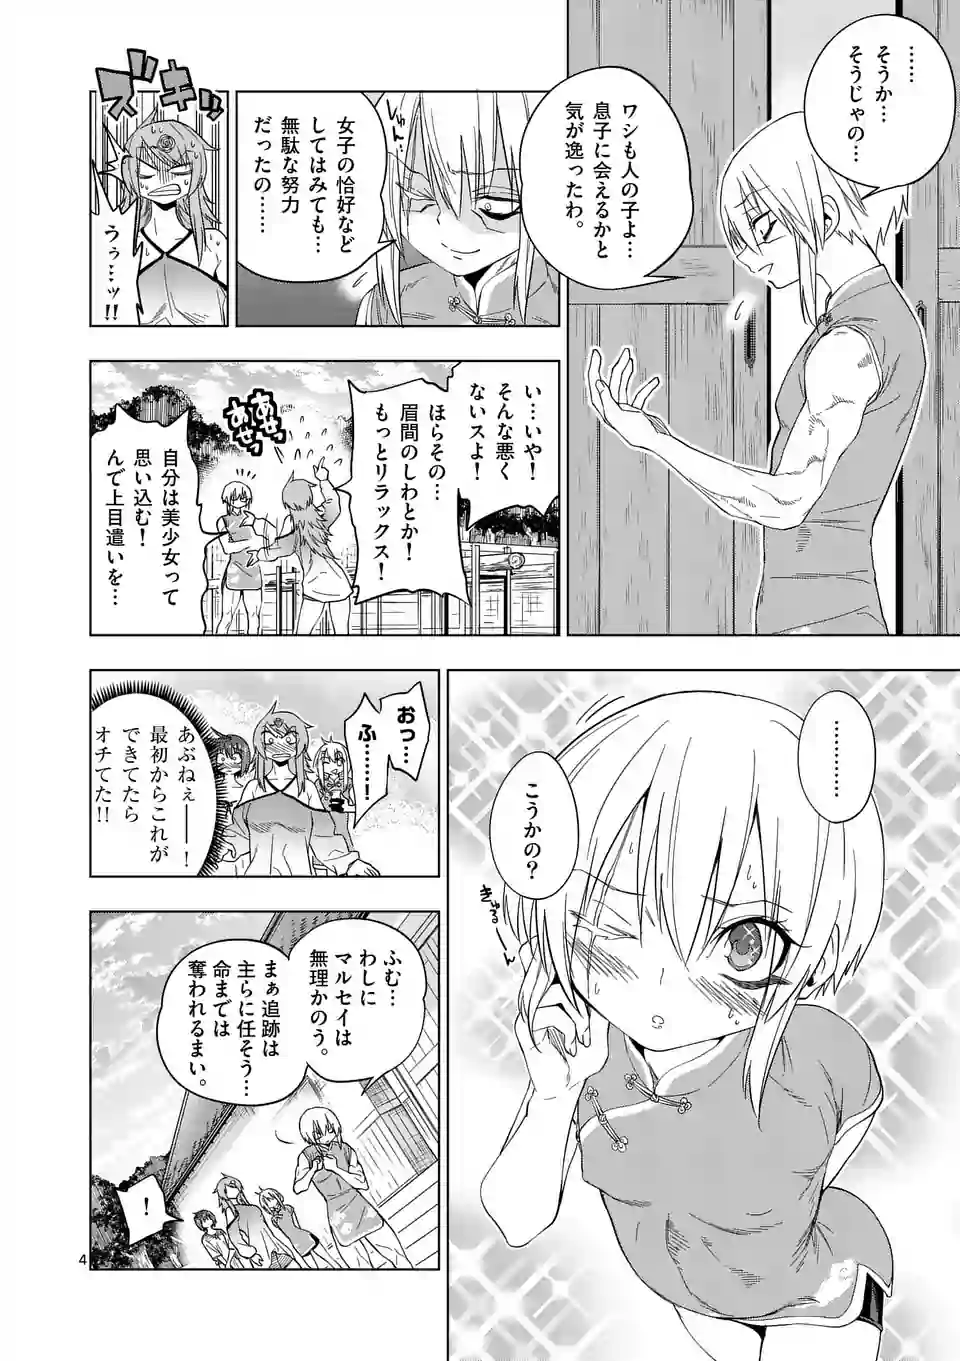 ……
そうか…
そうじゃの…
ワシも人の子よ…
息子に会えるかと
気が逸ったわ。
女子の恰好など
してはみても…
無駄な努力
だったの……
ズキッ
うぅ…ッ!!
い…いや!
そんな悪く
ないスよ!
ほらその…
眉間のしわとか!
もっとリラックス!
あせっ
あせっ
自分は美少女って
思い込む!
んで上目遣いを…
………
こうかの?
きゅるーん
おっ…
ふ……!
あぶねぇ──!
最初からこれが
できてたら
オチてた!!
ふむ…
わしに
マルセイは
無理かのう。
まぁ追跡は
主らに任そう…
命までは
奪われるまい。
!
4